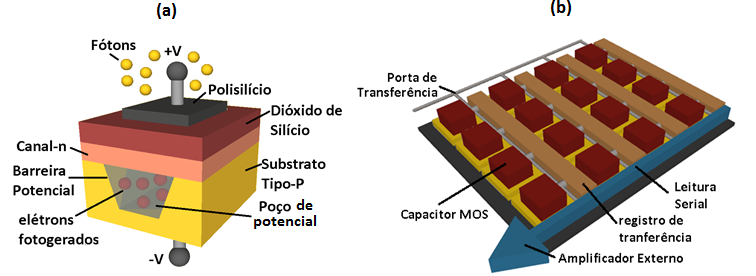 (a)
Fótons
+V
Polisilício
Dióxido de
Silício
Canal-n
Barreira
Potencial
Substrato
Tipo-P
elétrons
fotogerados
Poço de
potencial
-V
(b)
Porta de
Transferência
Capacitor MOS
Leitura
Serial
registro de
tranferência
Amplificador Externo